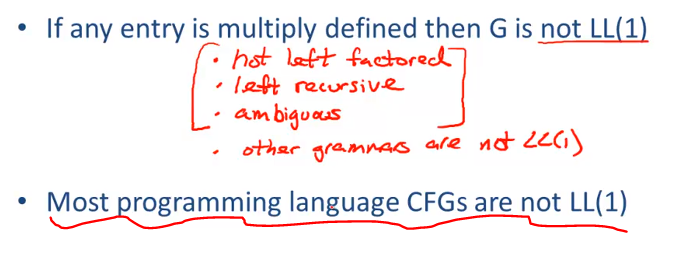 • If any entry is multiply defined then G is not LL(1)
• not left factored
• left recursive
• ambiguous
• other grammars are not LL(1)
• Most programming language CFGs are not LL(1)